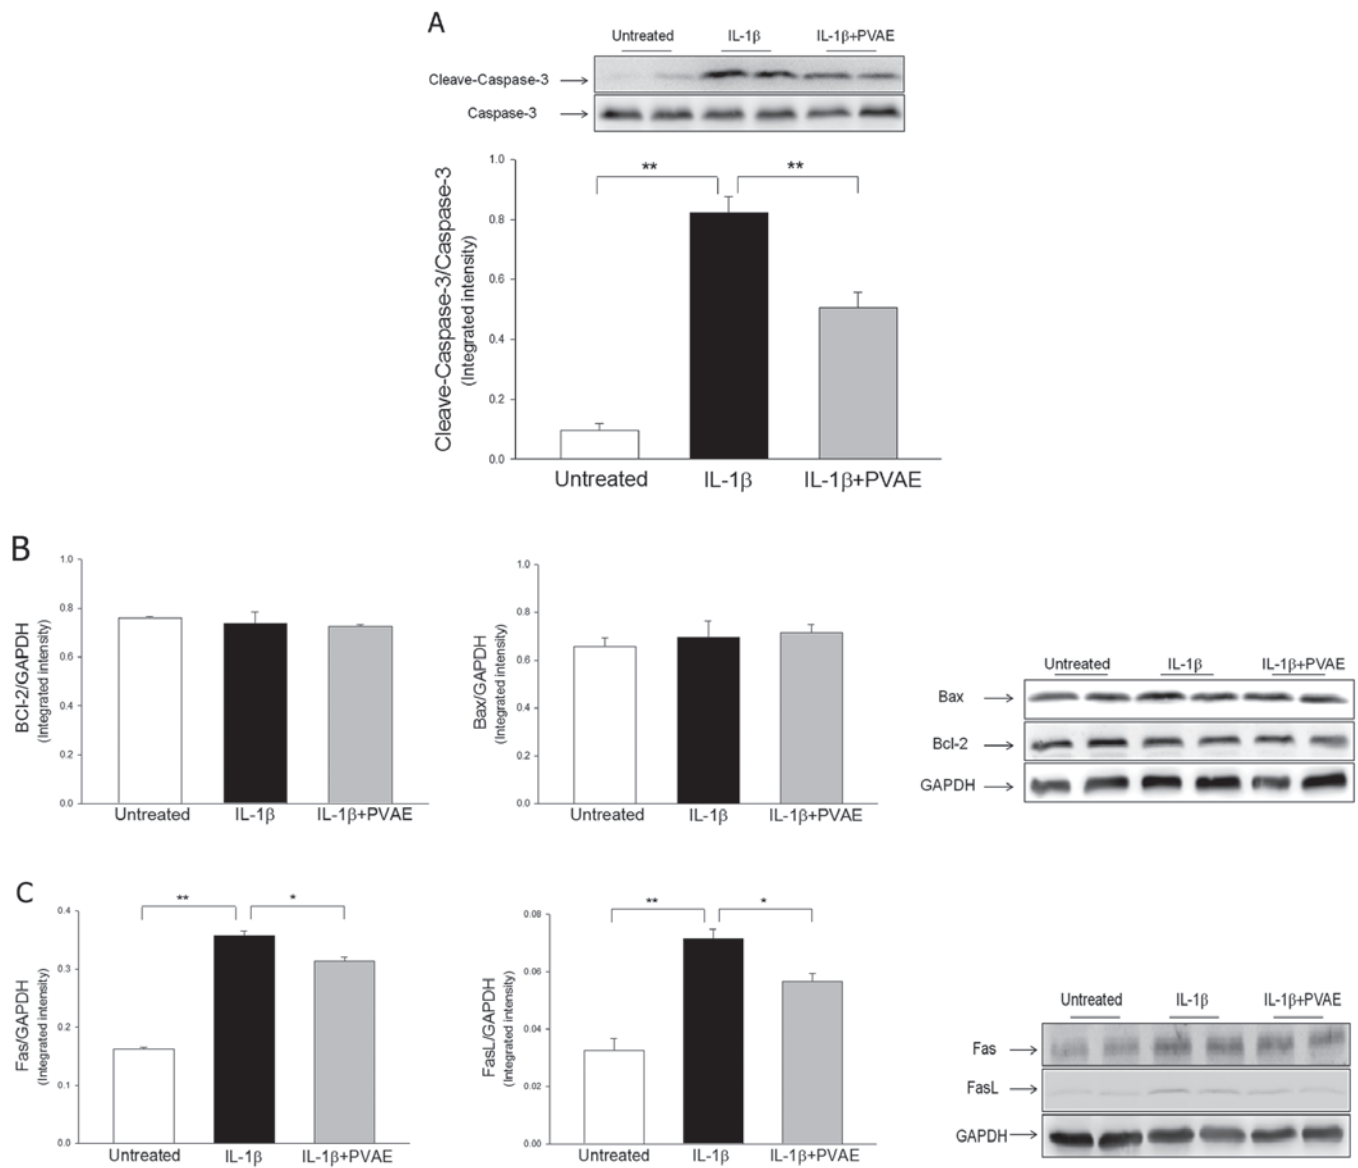 A
Untreated IL-1β IL-1β+PVAE
Cleave-Caspase-3
Caspase-3
Cleave-Caspase-3/Caspase-3
(Integrated intensity)
1.0
** **
0.8
0.6
0.4
0.2
0.0
Untreated IL-1β IL-1β+PVAE
B
BCl-2/GAPDH
(Integrated intensity)
1.0
0.8
0.6
0.4
0.2
0.0
Untreated IL-1β IL-1β+PVAE
Bax/GAPDH
(Integrated intensity)
1.0
0.8
0.6
0.4
0.2
0.0
Untreated IL-1β IL-1β+PVAE
Untreated IL-1β IL-1β+PVAE
Bax
Bcl-2
GAPDH
C
Fas/GAPDH
(Integrated intensity)
** *
0.4
0.3
0.2
0.1
0.0
Untreated IL-1β IL-1β+PVAE
FasL/GAPDH
(Integrated intensity)
** *
0.08
0.06
0.04
0.02
0.00
Untreated IL-1β IL-1β+PVAE
Untreated IL-1β IL-1β+PVAE
Fas
FasL
GAPDH